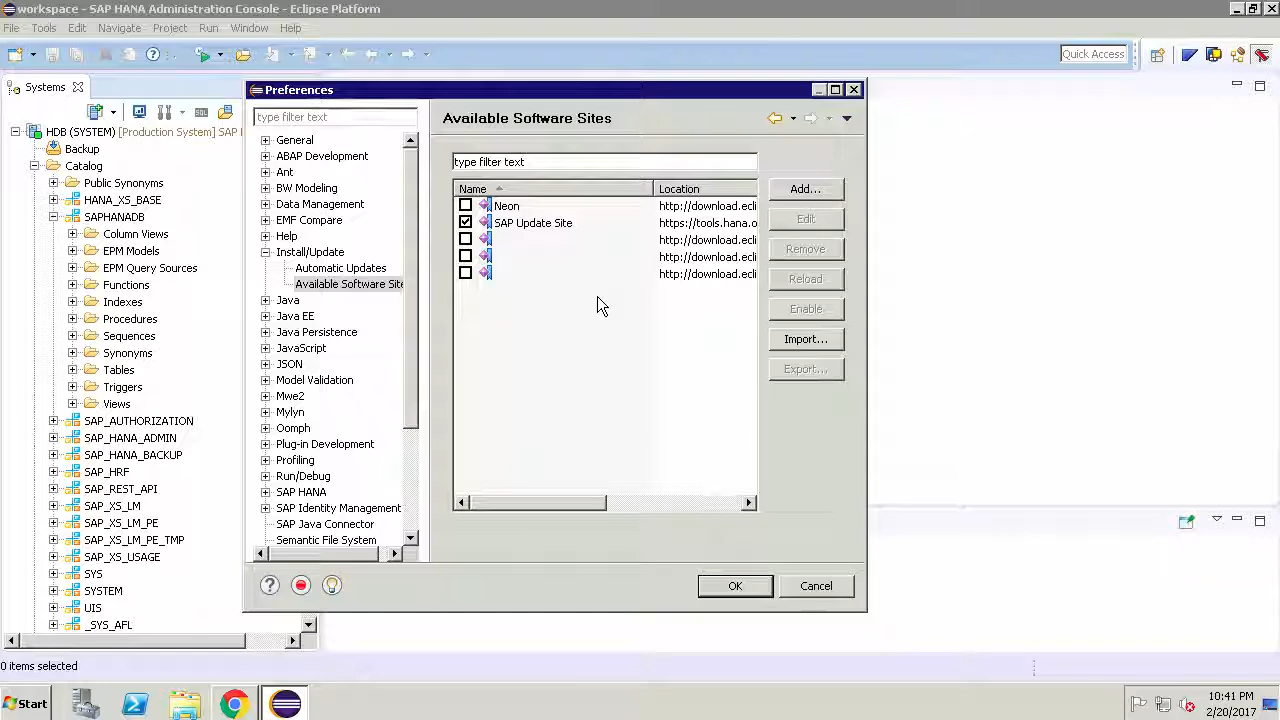 workspace - SAP HANA Administration Console - Eclipse Platform
File Tools Edit Navigate Project Run Window Help
Quick Access
Systems
HDB (SYSTEM) [Production System] SAP
Backup
Catalog
Public Synonyms
HANA_XS_BASE
SAPHANADB
Column Views
EPM Models
EPM Query Sources
Functions
Indexes
Procedures
Sequences
Synonyms
Tables
Triggers
Views
SAP_AUTHORIZATION
SAP_HANA_ADMIN
SAP_HANA_BACKUP
SAP_HRF
SAP_REST_API
SAP_XS_LM
SAP_XS_LM_PE
SAP_XS_LM_PE_TMP
SAP_XS_USAGE
SYS
SYSTEM
UIS
_SYS_AFL
Preferences
type filter text
General
ABAP Development
Ant
BW Modeling
Data Management
EMF Compare
Help
Install/Update
Automatic Updates
Available Software Site
Java
Java EE
Java Persistence
JavaScript
JSON
Model Validation
Mwe2
Mylyn
Oomph
Plug-in Development
Profiling
Run/Debug
SAP HANA
SAP Identity Management
SAP Java Connector
Semantic File System
Available Software Sites
type filter text
Name Location
Neon http://download.ecli
SAP Update Site https://tools.hana.o
http://download.ecli
http://download.ecli
http://download.ecli
Add...
Edit
Remove
Reload
Enable
Import...
Export...
OK Cancel
0 items selected
Start
10:41 PM
2/20/2017